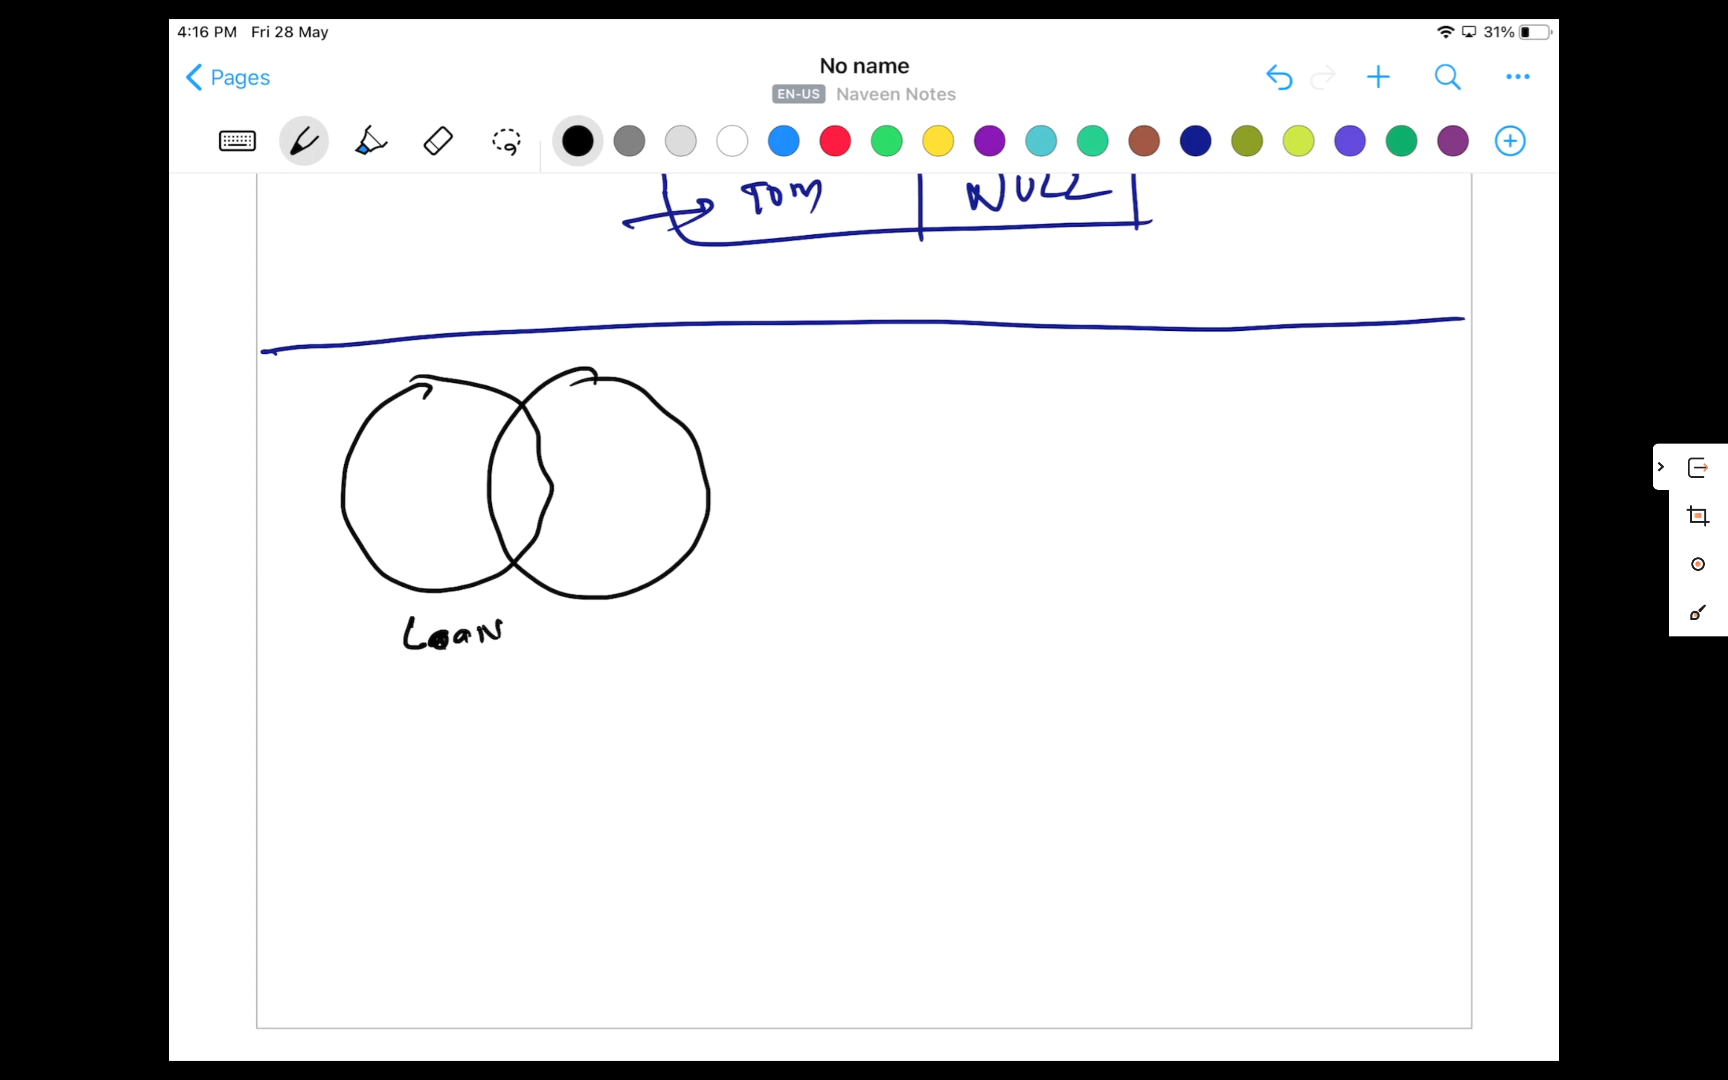 4:16 PM Fri 28 May
31%
Pages
No name
EN-US Naveen Notes
TOM NULL
LOAN